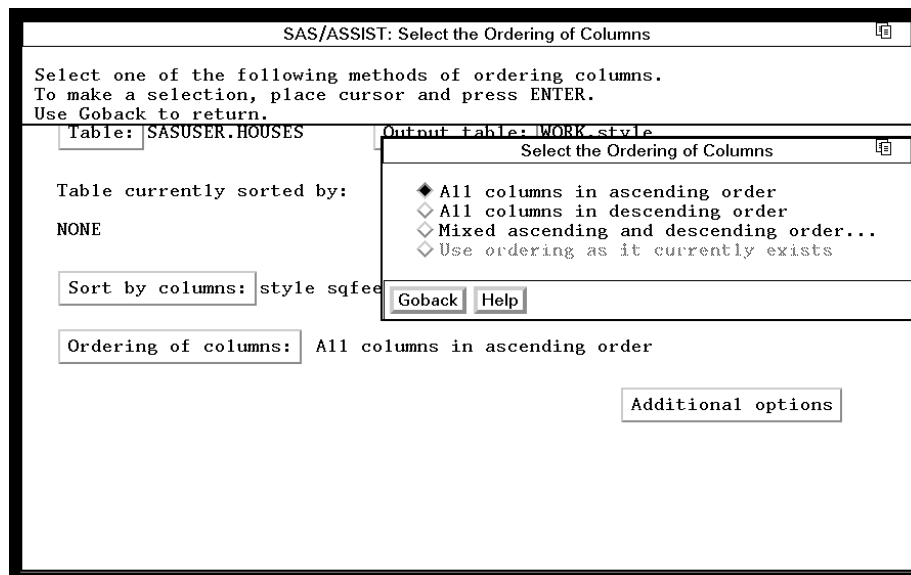 SAS/ASSIST: Select the Ordering of Columns
Select one of the following methods of ordering columns.
To make a selection, place cursor and press ENTER.
Use Goback to return.
Table: SASUSER.HOUSES Output table: WORK.style
Select the Ordering of Columns
Table currently sorted by:
NONE
All columns in ascending order
All columns in descending order
Mixed ascending and descending order...
Use ordering as it currently exists
Sort by columns: style sqfee
Goback Help
Ordering of columns: All columns in ascending order
Additional options